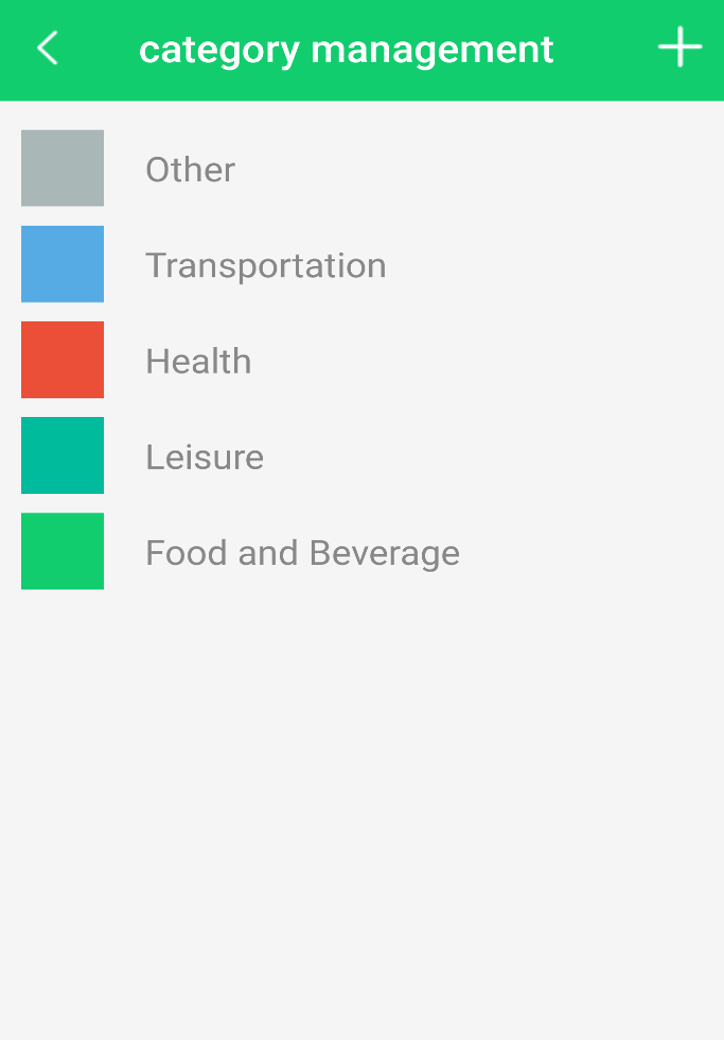 category management
Other
Transportation
Health
Leisure
Food and Beverage